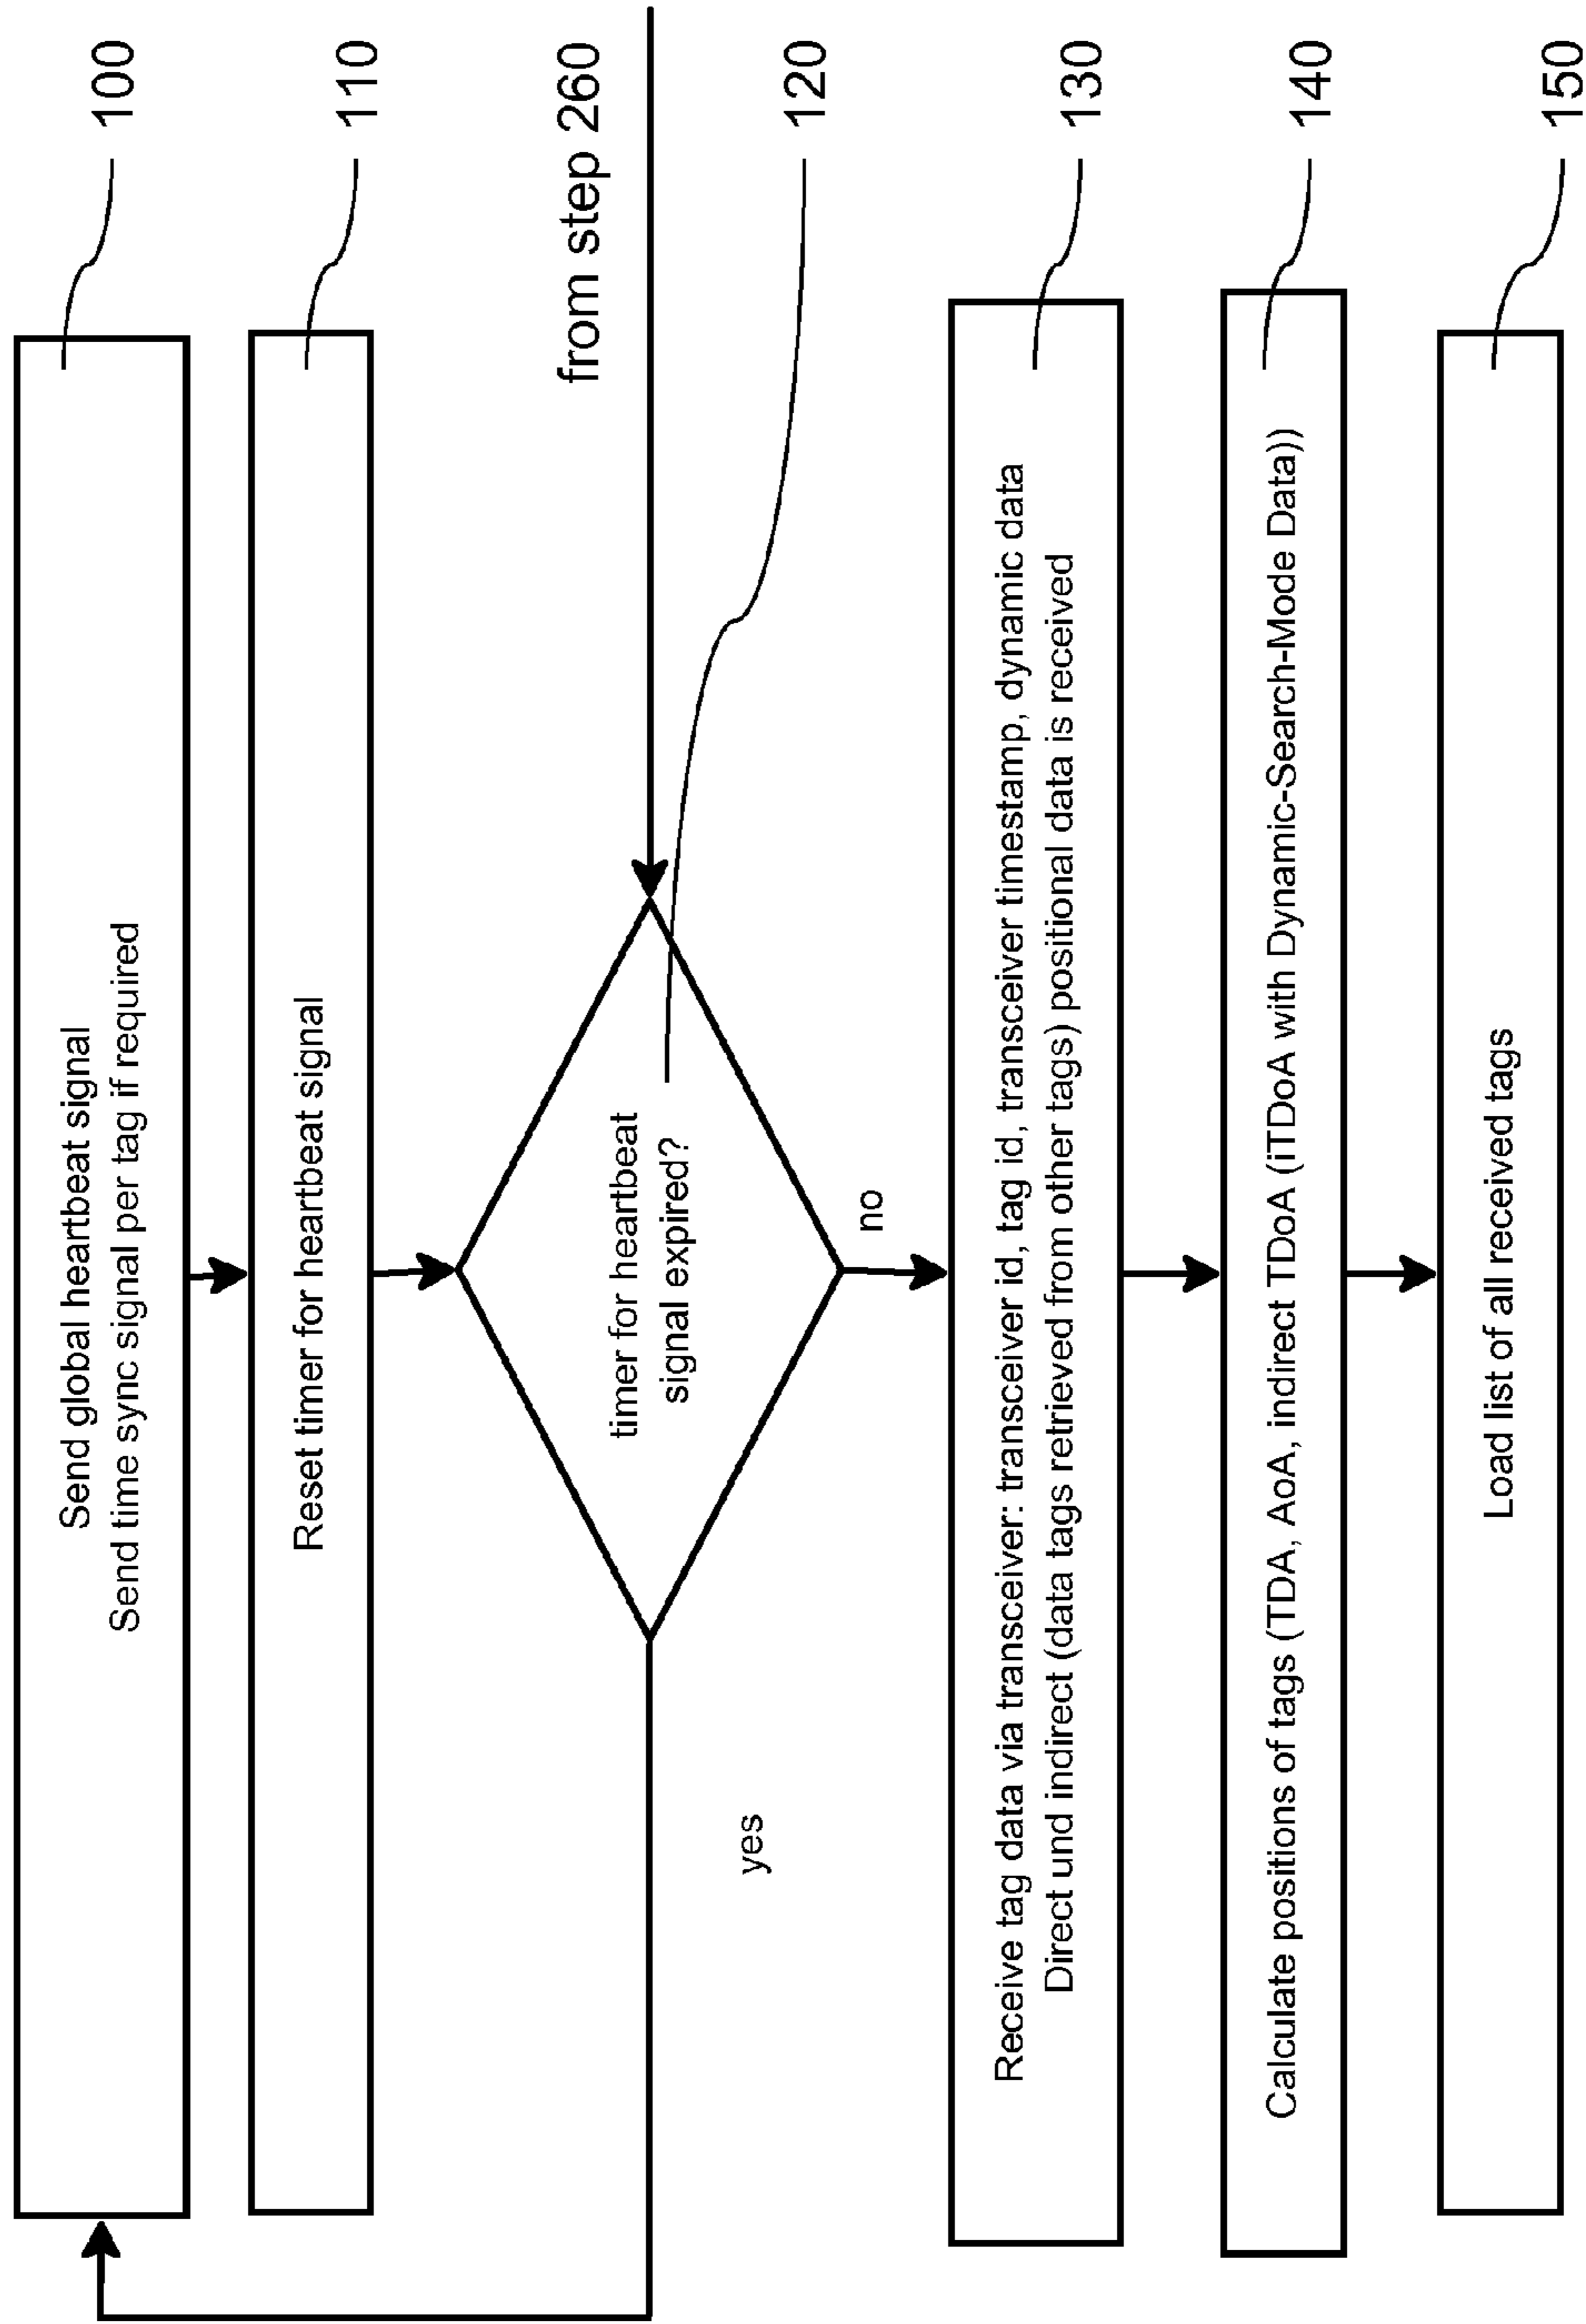 Send global heartbeat signal
Send time sync signal per tag if required
100
Reset timer for heartbeat signal
110
from step 260
timer for heartbeat
signal expired?
120
yes
no
Receive tag data via transceiver: transceiver id, tag id, transceiver timestamp, dynamic data
Direct und indirect (data tags retrieved from other tags) positional data is received
130
Calculate positions of tags (TDA, AoA, indirect TDoA (iTDoA with Dynamic-Search-Mode Data))
140
Load list of all received tags
150